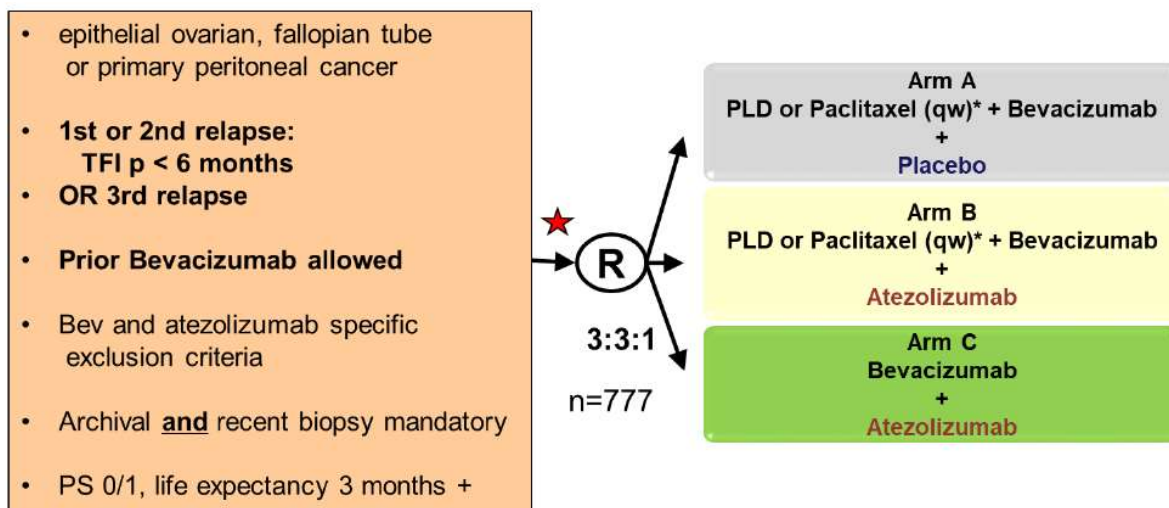 • epithelial ovarian, fallopian tube
or primary peritoneal cancer
• 1st or 2nd relapse:
TFI p < 6 months
• OR 3rd relapse
• Prior Bevacizumab allowed
• Bev and atezolizumab specific
exclusion criteria
• Archival and recent biopsy mandatory
• PS 0/1, life expectancy 3 months +
R
3:3:1
n=777
Arm A
PLD or Paclitaxel (qw)* + Bevacizumab
+
Placebo
Arm B
PLD or Paclitaxel (qw)* + Bevacizumab
+
Atezolizumab
Arm C
Bevacizumab
+
Atezolizumab